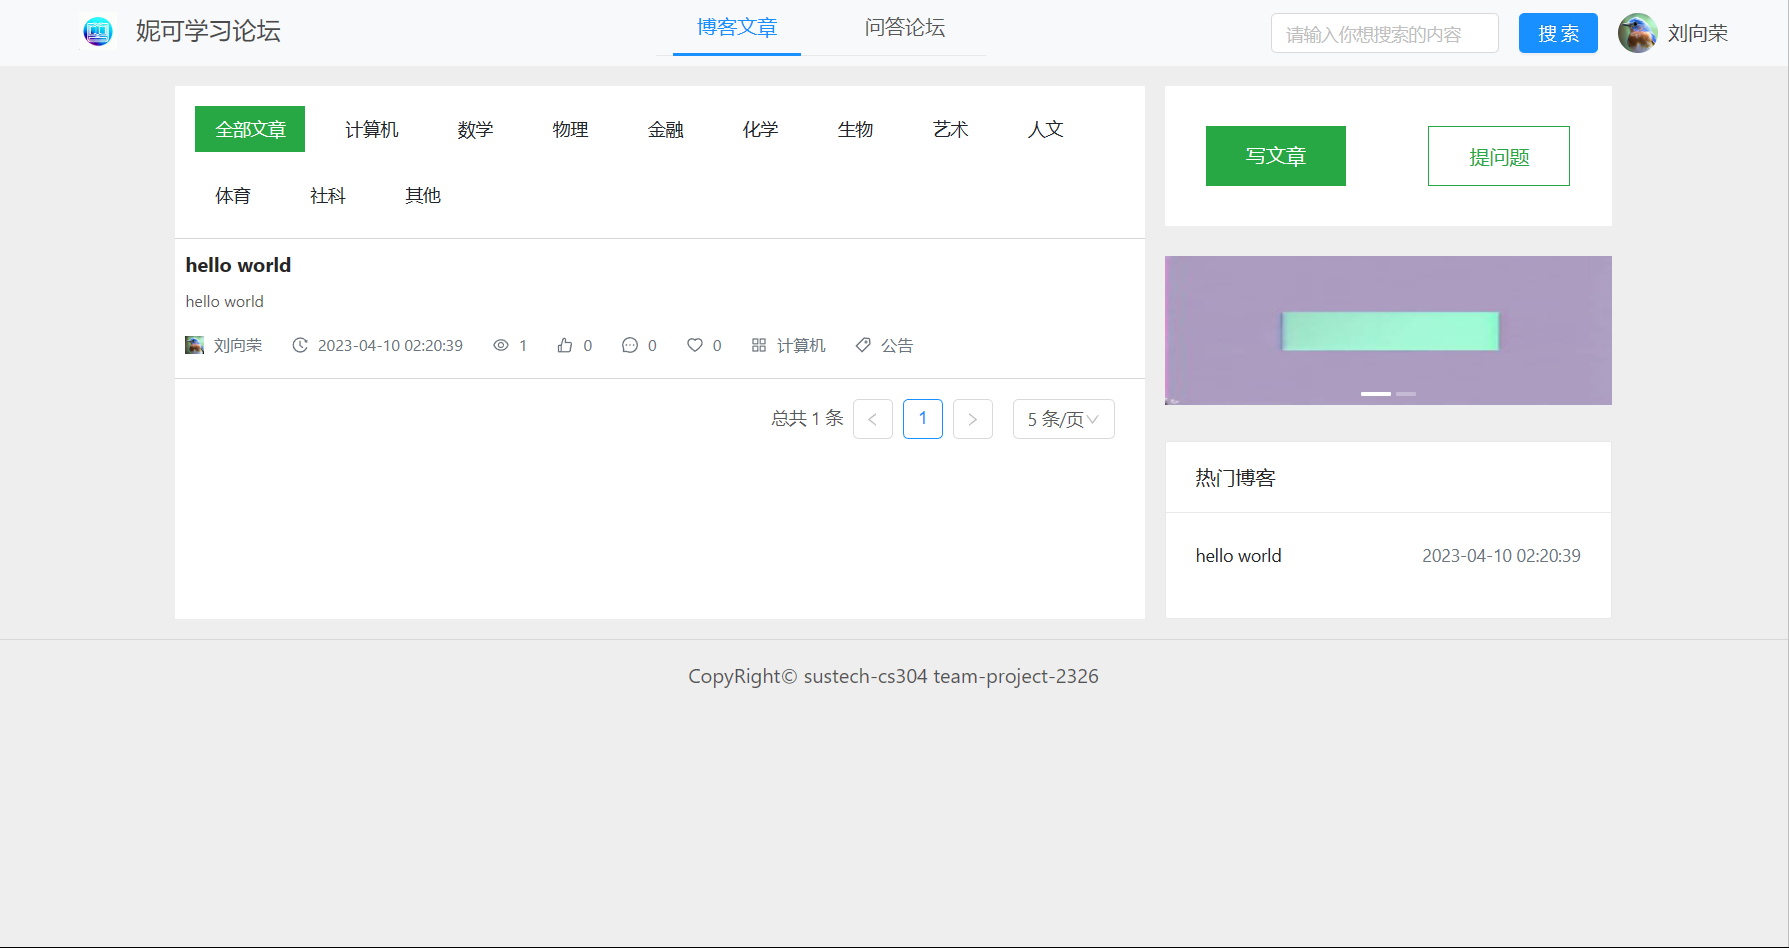 妮可学习论坛 博客文章 问答论坛 请输入你想搜索的内容 搜 索 刘向荣
全部文章 计算机 数学 物理 金融 化学 生物 艺术 人文
体育 社科 其他
hello world
hello world
刘向荣 2023-04-10 02:20:39 1 0 0 0 计算机 公告
总共 1 条 < 1 > 5 条/页
写文章 提问题
热门博客
hello world 2023-04-10 02:20:39
CopyRight© sustech-cs304 team-project-2326